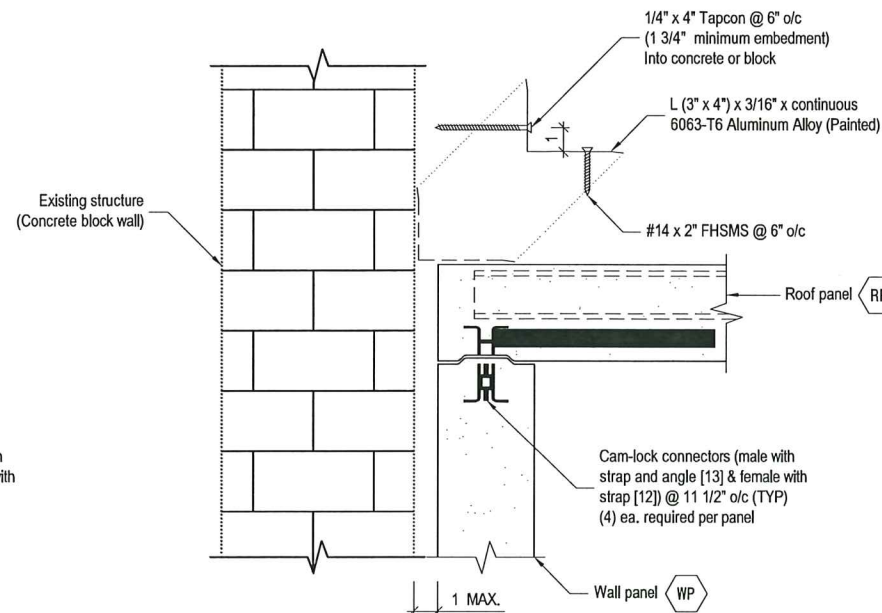 1/4" x 4" Tapcon @ 6" o/c
(1 3/4" minimum embedment)
Into concrete or block
L (3" x 4") x 3/16" x continuous
6063-T6 Aluminum Alloy (Painted)
1
Existing structure
(Concrete block wall)
#14 x 2" FHSMS @ 6" o/c
Roof panel
Cam-lock connectors (male with
strap and angle [13] & female with
strap [12]) @ 11 1/2" o/c (TYP)
(4) ea. required per panel
with
Wall panel WP
1 MAX.